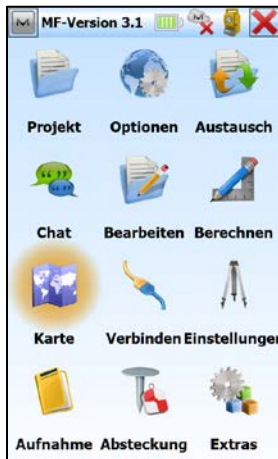 MF-Version 3.1
Projekt Optionen Austausch
Chat Bearbeiten Berechnen
Karte Verbinden Einstellungen
Aufnahme Absteckung Extras